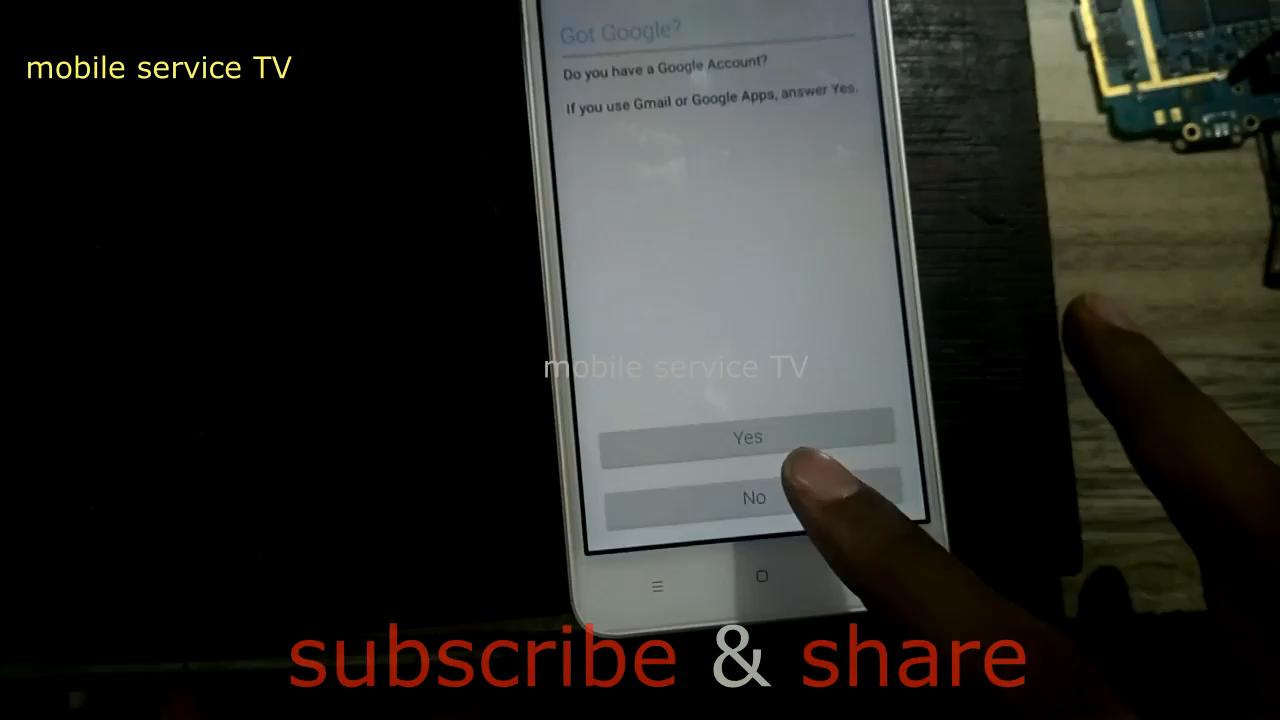 mobile service TV
Got Google?
Do you have a Google Account?
If you use Gmail or Google Apps, answer Yes.
mobile service TV
Yes
No
subscribe & share